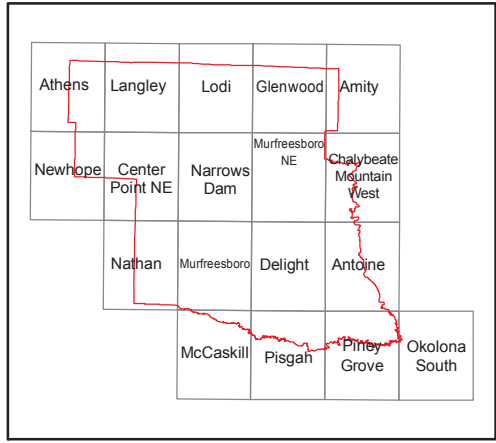 Athens
Langley
Lodi
Glenwood
Amity
Newhope
Center
Point NE
Narrows
Dam
Murfreesboro
NE
Chalybeate
Mountain
West
Nathan
Murfreesboro
Delight
Antoine
McCaskill
Pisgah
Piney
Grove
Okolona
South